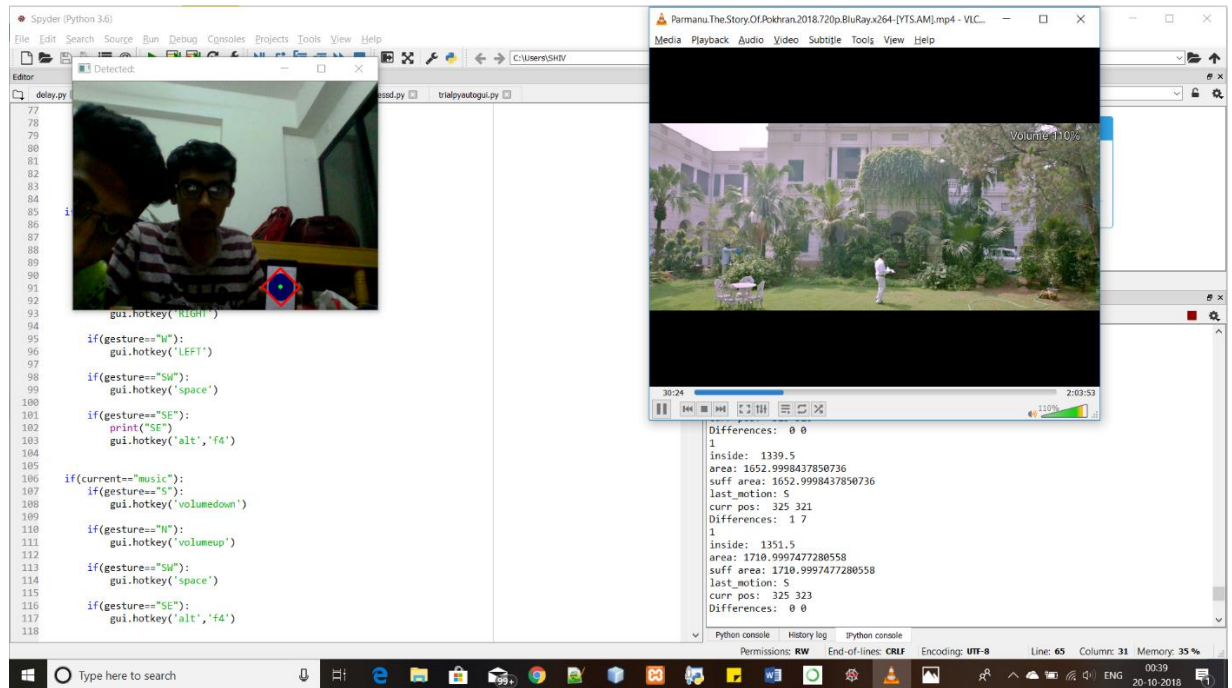 Spyder (Python 3.6)
File Edit Search Source Run Debug Consoles Projects Tools View Help
C:\Users\SHIV
Editor
delay.py
essd.py
trialpyautogui.py
Detected:
77
78
79
80
81
82
83
84
85
86
87
88
89
90
91
92
93 gui.hotkey('RIGHT')
94
95 if(gesture=="W"):
96 gui.hotkey('LEFT')
97
98 if(gesture=="SW"):
99 gui.hotkey('space')
100
101 if(gesture=="SE"):
102 print("SE")
103 gui.hotkey('alt','f4')
104
105
106 if(current=="music"):
107 if(gesture=="S"):
108 gui.hotkey('volumedown')
109
110 if(gesture=="N"):
111 gui.hotkey('volumeup')
112
113 if(gesture=="SW"):
114 gui.hotkey('space')
115
116 if(gesture=="SE"):
117 gui.hotkey('alt','f4')
118
Parmanu.The.Story.Of.Pokhran.2018.720p.BluRay.x264-[YTS.AM].mp4 - VLC...
Media Playback Audio Video Subtitle Tools View Help
Volume 110%
30:24
2:03:53
110%
Differences: 0 0
1
inside: 1339.5
area: 1652.9998437850736
suff area: 1652.9998437850736
last_motion: S
curr pos: 325 321
Differences: 1 7
1
inside: 1351.5
area: 1710.9997477280558
suff area: 1710.9997477280558
last_motion: S
curr pos: 325 323
Differences: 0 0
Python console History log IPython console
Permissions: RW End-of-lines: CRLF Encoding: UTF-8 Line: 65 Column: 31 Memory: 35 %
Type here to search
99+
ENG
00:39
20-10-2018
1